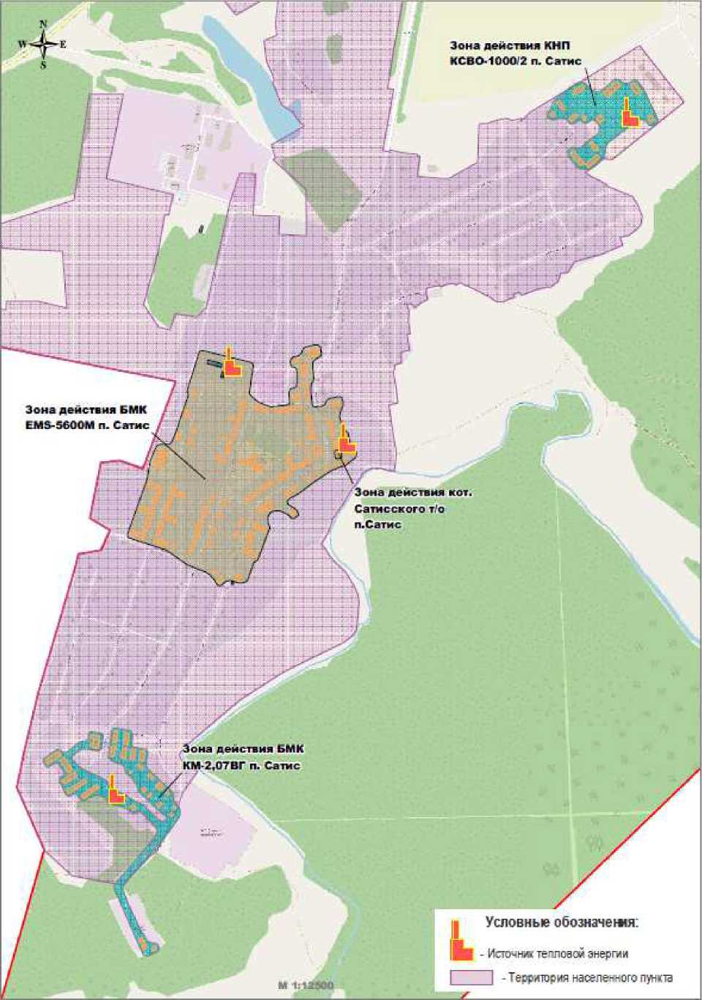 N
W E
S
Зона действия КНП
КСВО-1000/2 п. Сатис
Зона действия БМК
EMS-5600M п. Сатис
Зона действия кот.
Сатисского т/о
п.Сатис
Зона действия БМК
КМ-2,07ВГ п. Сатис
М 1:12500
Условные обозначения:
- Источник тепловой энергии
- Территория населенного пункта